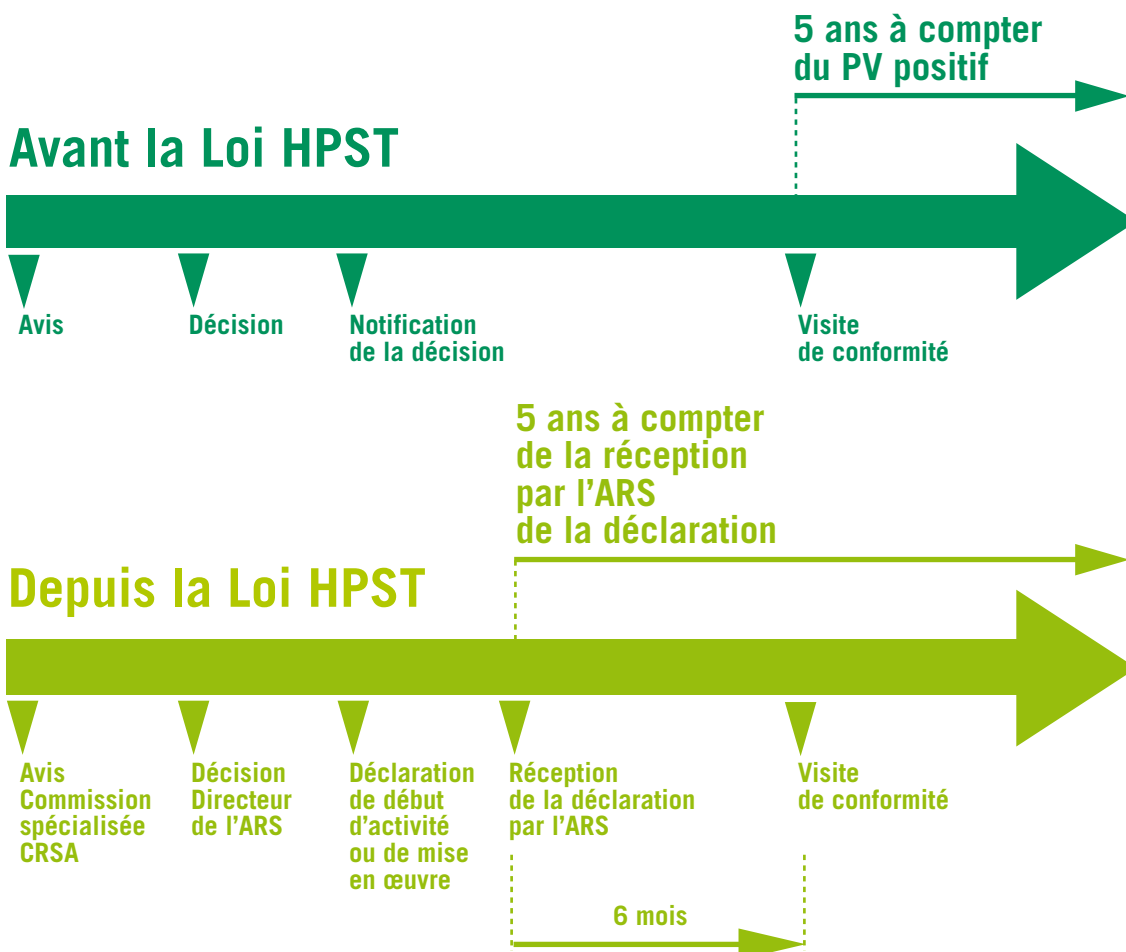 5 ans à compter
du PV positif
Avant la Loi HPST
Avis
Décision
Notification
de la décision
Visite
de conformité
5 ans à compter
de la réception
par l'ARS
de la déclaration
Depuis la Loi HPST
Avis
Commission
spécialisée
CRSA
Décision
Directeur
de l'ARS
Déclaration
de début
d'activité
ou de mise
en œuvre
Réception
de la déclaration
par l'ARS
Visite
de conformité
6 mois